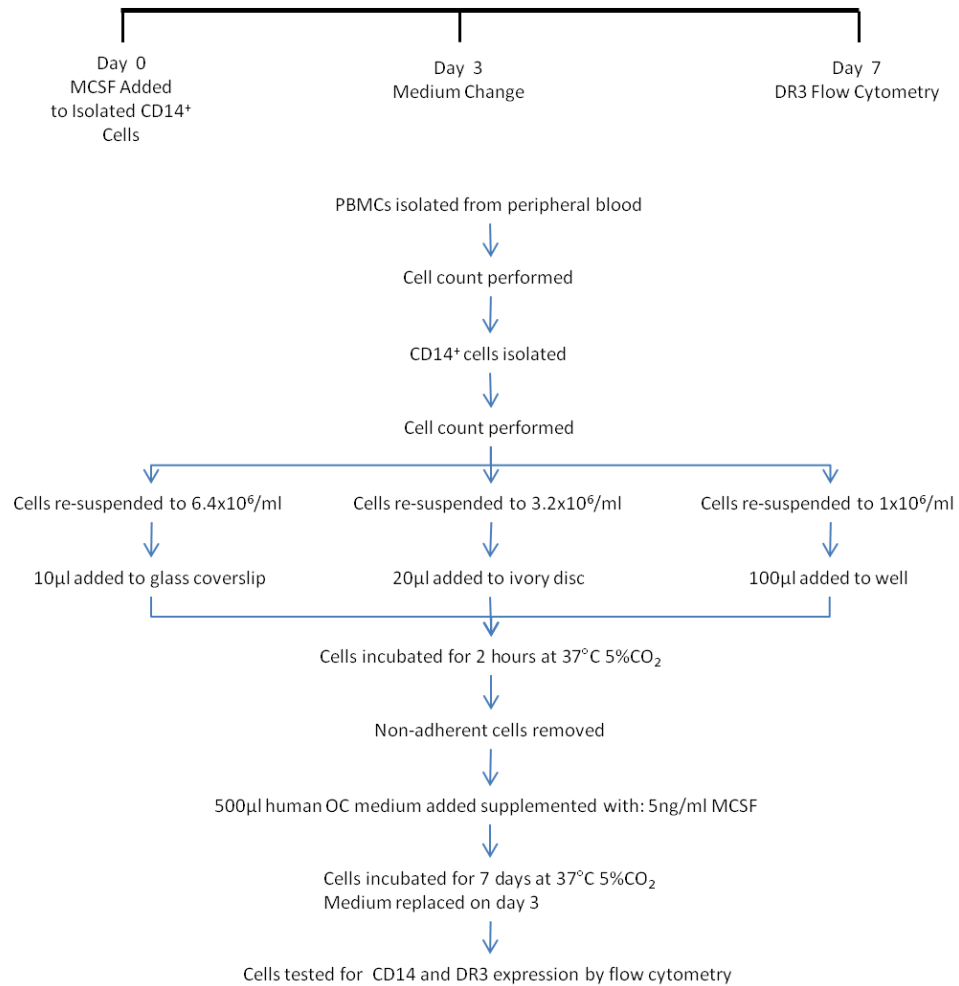 Day 0
MCSF Added
to Isolated CD14⁺
Cells
Day 3
Medium Change
Day 7
DR3 Flow Cytometry
PBMCs isolated from peripheral blood
Cell count performed
CD14⁺ cells isolated
Cell count performed
Cells re-suspended to 6.4x10⁶/ml
Cells re-suspended to 3.2x10⁶/ml
Cells re-suspended to 1x10⁶/ml
10µl added to glass coverslip
20µl added to ivory disc
100µl added to well
Cells incubated for 2 hours at 37°C 5%CO₂
Non-adherent cells removed
500µl human OC medium added supplemented with: 5ng/ml MCSF
Cells incubated for 7 days at 37°C 5%CO₂
Medium replaced on day 3
Cells tested for CD14 and DR3 expression by flow cytometry